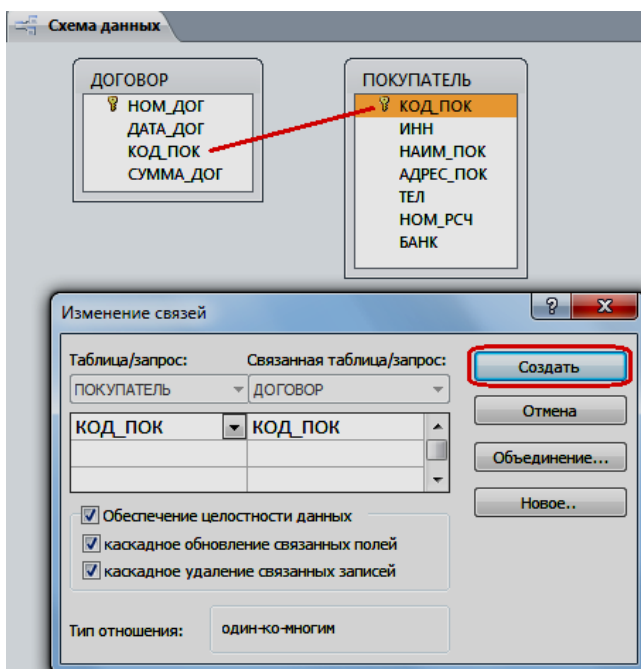 Схема данных
ДОГОВОР
НОМ_ДОГ
ДАТА_ДОГ
КОД_ПОК
СУММА_ДОГ
ПОКУПАТЕЛЬ
КОД_ПОК
ИНН
НАИМ_ПОК
АДРЕС_ПОК
ТЕЛ
НОМ_РСЧ
БАНК
Изменение связей
? X
Таблица/запрос: Связанная таблица/запрос:
ПОКУПАТЕЛЬ ДОГОВОР
КОД_ПОК КОД_ПОК
Обеспечение целостности данных
каскадное обновление связанных полей
каскадное удаление связанных записей
Тип отношения: один-ко-многим
Создать
Отмена
Объединение...
Новое..